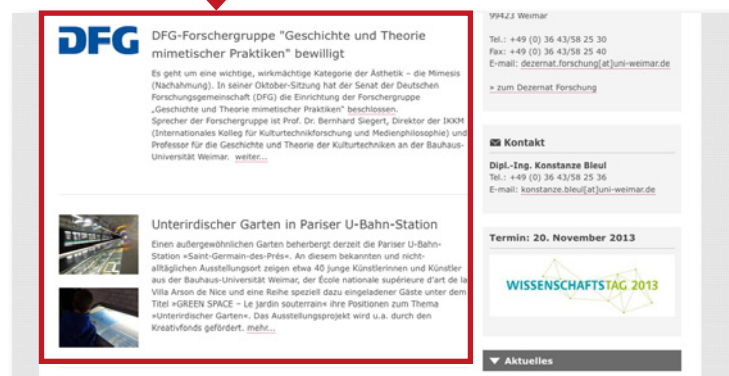 DFG
DFG-Forschergruppe "Geschichte und Theorie
mimetischer Praktiken" bewilligt
Es geht um eine wichtige, wirkmächtige Kategorie der Ästhetik – die Mimesis
(Nachahmung). In seiner Oktober-Sitzung hat der Senat der Deutschen
Forschungsgemeinschaft (DFG) die Einrichtung der Forschergruppe
„Geschichte und Theorie mimetischer Praktiken" beschlossen.
Sprecher der Forschergruppe ist Prof. Dr. Bernhard Siegert, Direktor der IKKM
(Internationales Kolleg für Kulturtechnikforschung und Medienphilosophie) und
Professor für die Geschichte und Theorie der Kulturtechniken an der Bauhaus-
Universität Weimar. weiter...
Unterirdischer Garten in Pariser U-Bahn-Station
Einen außergewöhnlichen Garten beherbergt derzeit die Pariser U-Bahn-
Station »Saint-Germain-des-Prés«. An diesem bekannten und nicht-
alltäglichen Ausstellungsort zeigen etwa 40 junge Künstlerinnen und Künstler
aus der Bauhaus-Universität Weimar, der École nationale supérieure d'art de la
Villa Arson de Nice und eine Reihe speziell dazu eingeladener Gäste unter dem
Titel »GREEN SPACE – Le jardin souterrain« ihre Positionen zum Thema
»Unterirdischer Garten«. Das Ausstellungsprojekt wird u.a. durch den
Kreativfonds gefördert. mehr...
99423 Weimar
Tel.: +49 (0) 36 43/58 25 30
Fax: +49 (0) 36 43/58 25 40
E-mail: dezernat.forschung[at]uni-weimar.de
» zum Dezernat Forschung
Kontakt
Dipl.-Ing. Konstanze Bleul
Tel.: +49 (0) 36 43/58 25 36
E-mail: konstanze.bleul[at]uni-weimar.de
Termin: 20. November 2013
WISSENSCHAFTSTAG 2013
Aktuelles